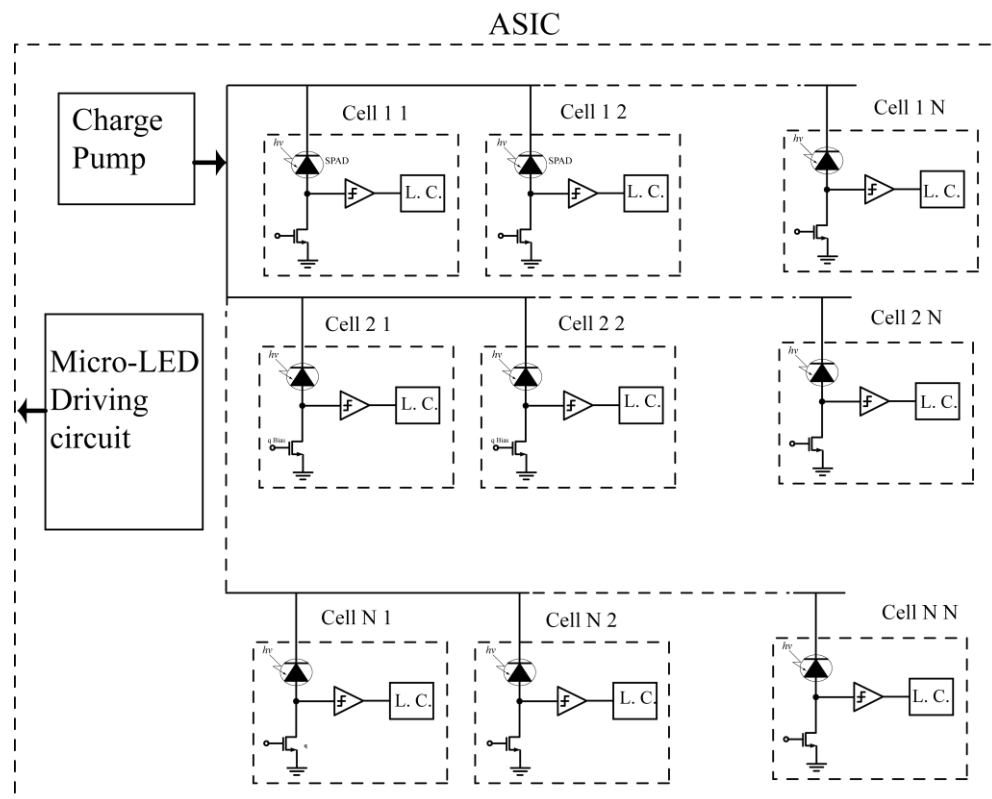 ASIC
Charge
Pump
Cell 1 1
hv
SPAD
L. C.
Cell 1 2
hv
SPAD
L. C.
Cell 1 N
hv
L. C.
Micro-LED
Driving
circuit
Cell 2 1
hv
L. C.
q Bias
Cell 2 2
hv
L. C.
q Bias
Cell 2 N
hv
L. C.
Cell N 1
hv
L. C.
q
Cell N 2
hv
L. C.
Cell N N
hv
L. C.